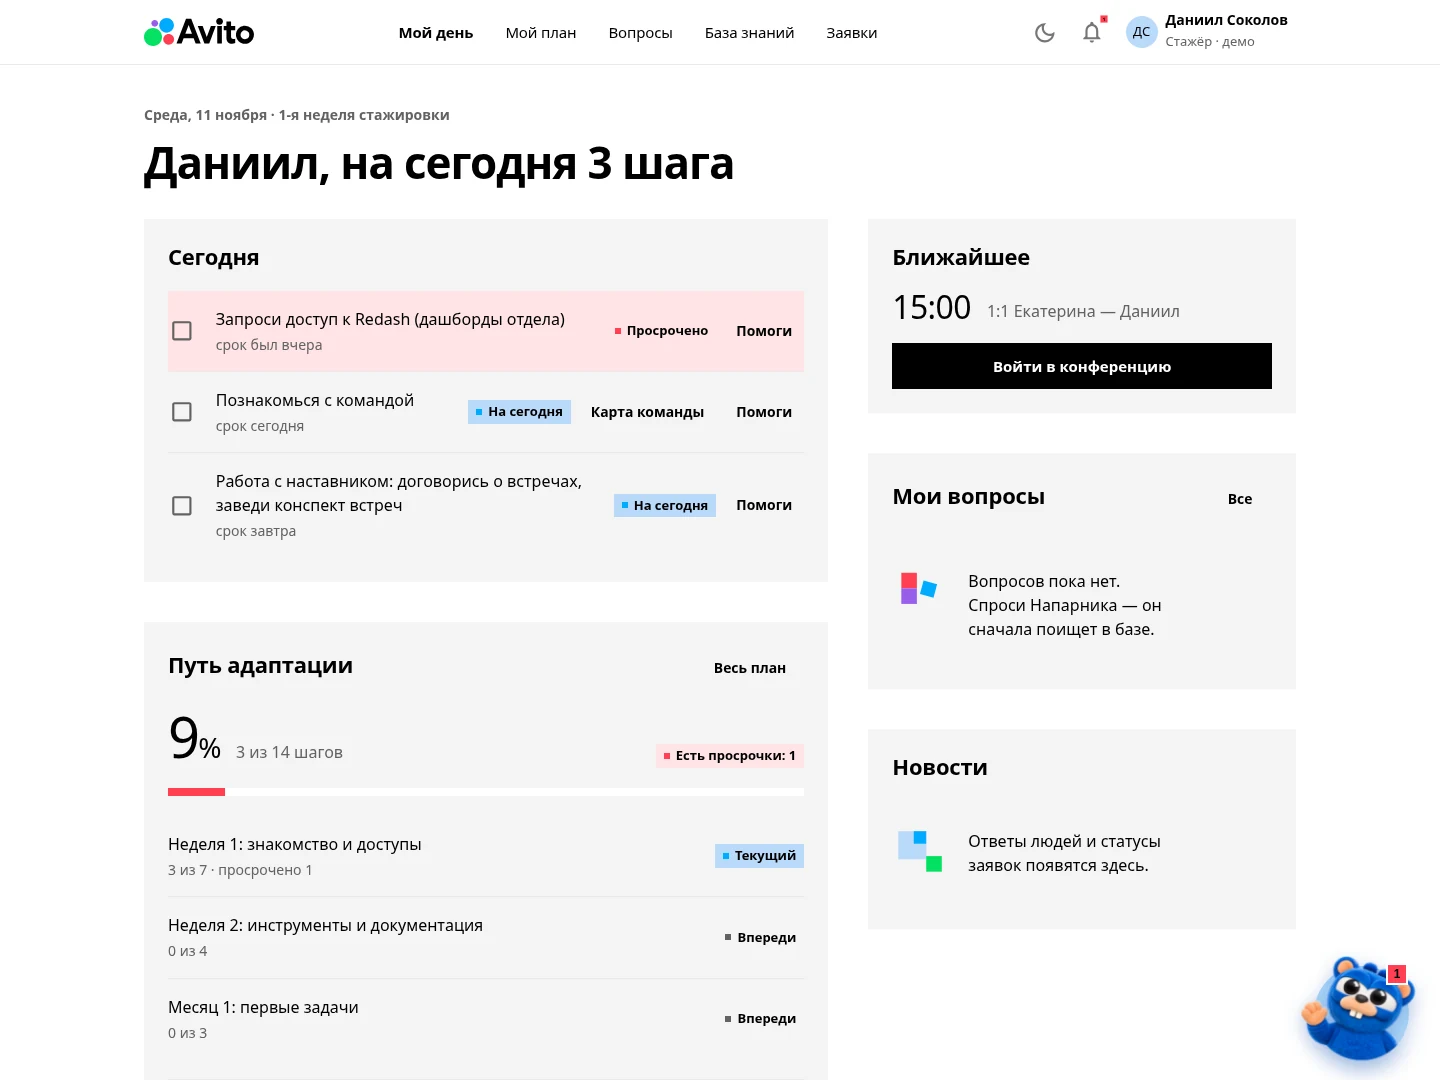 Avito
Мой день
Мой план
Вопросы
База знаний
Заявки
ДС
Даниил Соколов
Стажёр · демо
Среда, 11 ноября · 1-я неделя стажировки
Даниил, на сегодня 3 шага
Сегодня
Запроси доступ к Redash (дашборды отдела)
срок был вчера
Просрочено
Помоги
Познакомься с командой
срок сегодня
На сегодня
Карта команды
Помоги
Работа с наставником: договорись о встречах,
заведи конспект встреч
срок завтра
На сегодня
Помоги
Путь адаптации
Весь план
9%
3 из 14 шагов
Есть просрочки: 1
Неделя 1: знакомство и доступы
3 из 7 · просрочено 1
Текущий
Неделя 2: инструменты и документация
0 из 4
Впереди
Месяц 1: первые задачи
0 из 3
Впереди
Ближайшее
15:00
1:1 Екатерина — Даниил
Войти в конференцию
Мои вопросы
Все
Вопросов пока нет.
Спроси Напарника — он
сначала поищет в базе.
Новости
Ответы людей и статусы
заявок появятся здесь.
1